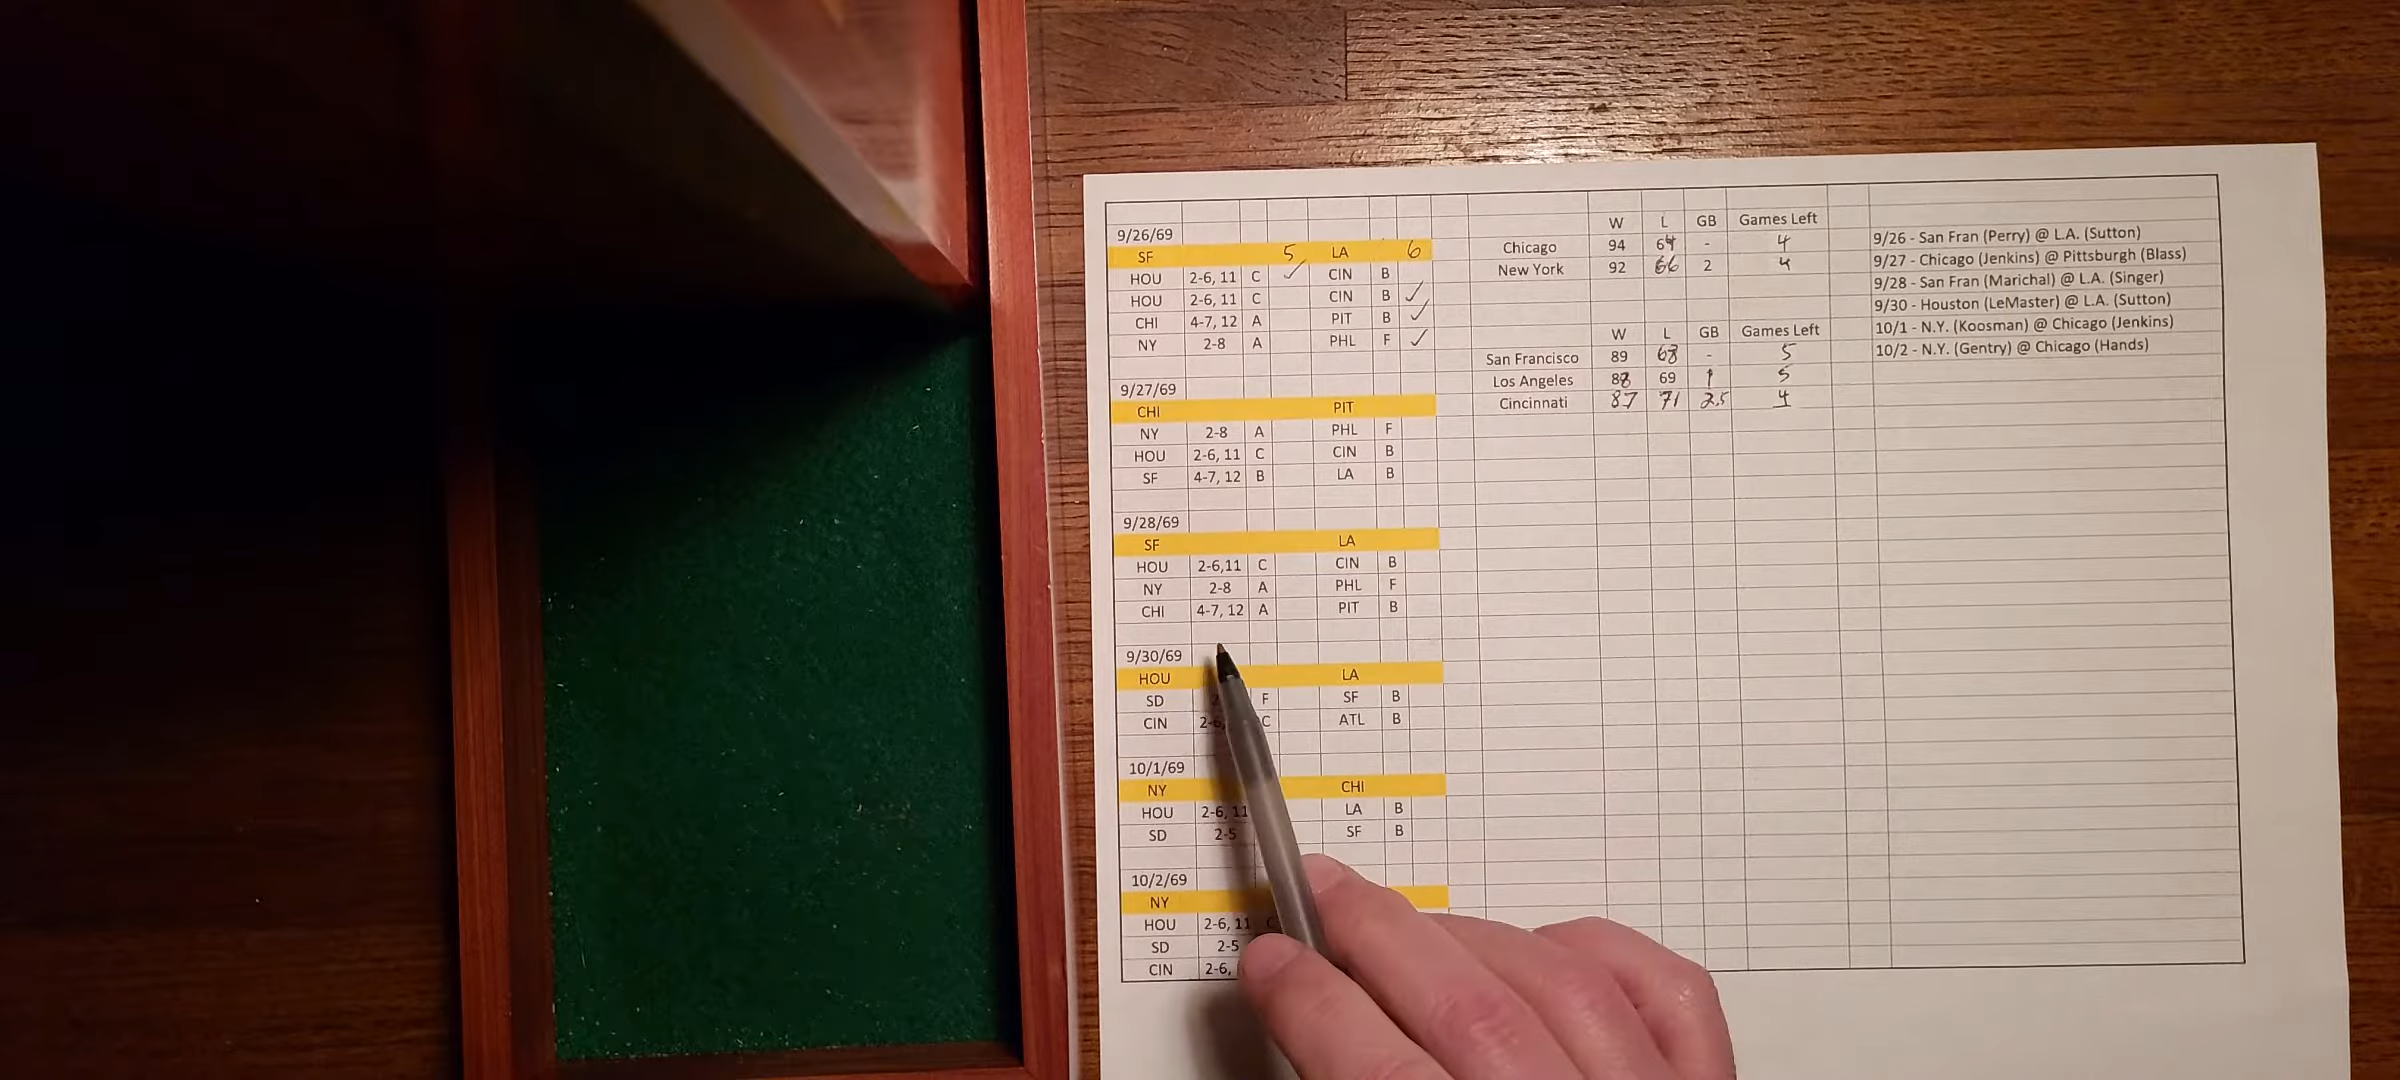 9/26/69
SF 5 LA 6
HOU 2-6, 11 C ✓ CIN B
HOU 2-6, 11 C CIN B ✓
CHI 4-7, 12 A PIT B ✓
NY 2-8 A PHL F ✓
9/27/69
CHI PIT
NY 2-8 A PHL F
HOU 2-6, 11 C CIN B
SF 4-7, 12 B LA B
9/28/69
SF LA
HOU 2-6,11 C CIN B
NY 2-8 A PHL F
CHI 4-7, 12 A PIT B
9/30/69
HOU LA
SD F SF B
CIN C ATL B
10/1/69
NY CHI
HOU 2-6, 11 LA B
SD 2-5 SF B
10/2/69
NY
HOU 2-6, 11 C
SD 2-5
CIN 2-6,
W L GB Games Left
Chicago 94 64 - 4
New York 92 66 2 4
W L GB Games Left
San Francisco 89 68 - 5
Los Angeles 88 69 1 5
Cincinnati 87 71 2.5 4
9/26 - San Fran (Perry) @ L.A. (Sutton)
9/27 - Chicago (Jenkins) @ Pittsburgh (Blass)
9/28 - San Fran (Marichal) @ L.A. (Singer)
9/30 - Houston (LeMaster) @ L.A. (Sutton)
10/1 - N.Y. (Koosman) @ Chicago (Jenkins)
10/2 - N.Y. (Gentry) @ Chicago (Hands)